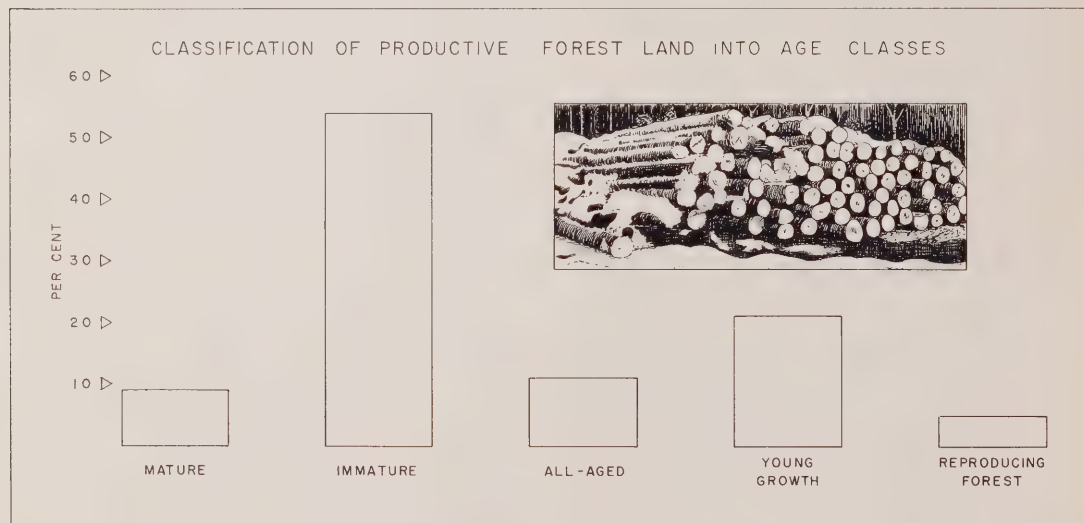 CLASSIFICATION OF PRODUCTIVE FOREST LAND INTO AGE CLASSES
60
50
40
30
20
10
PER CENT
MATURE
IMMATURE
ALL-AGED
YOUNG
GROWTH
REPRODUCING
FOREST